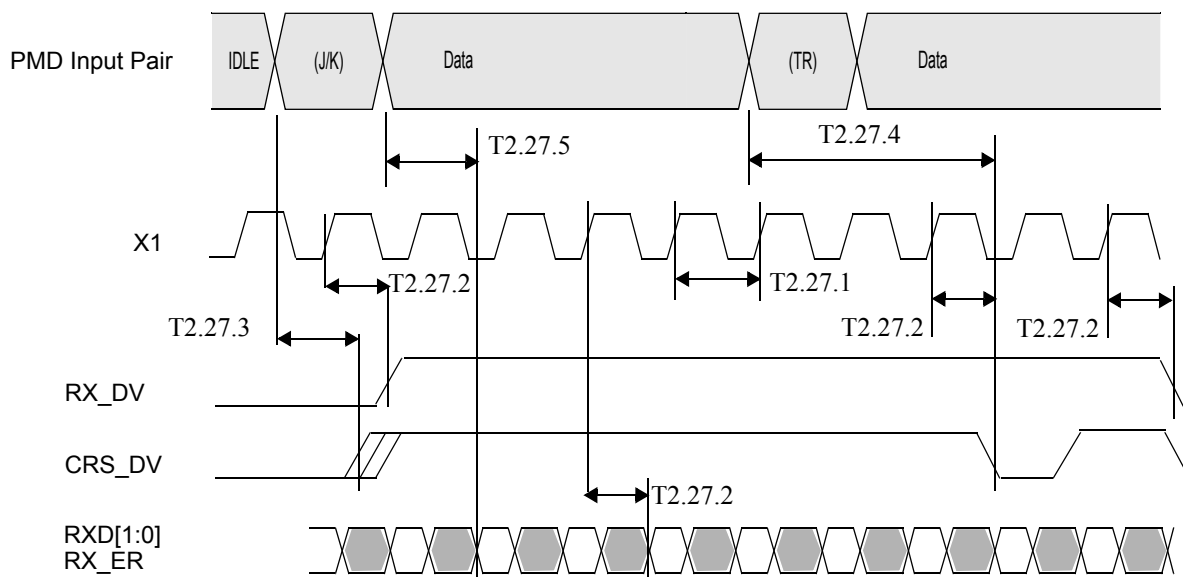 PMD Input Pair
IDLE (J/K) Data (TR) Data
T2.27.5 T2.27.4
X1
T2.27.2 T2.27.1
T2.27.3 T2.27.2 T2.27.2
RX_DV
CRS_DV
T2.27.2
RXD[1:0]
RX_ER